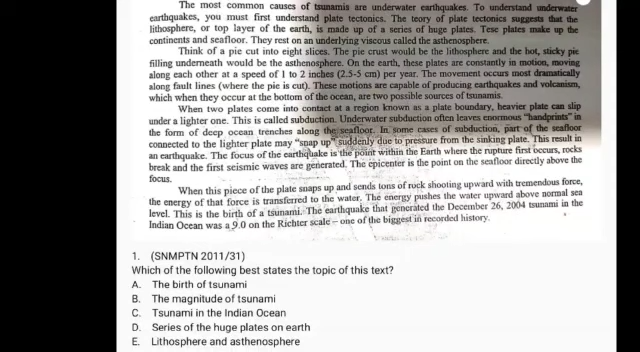 The most common causes of tsunamis are underwater earthquakes. To understand underwater
earthquakes, you must first understand plate tectonics. The teory of plate tectonics suggests that the
lithosphere, or top layer of the earth, is made up of a series of huge plates. Tese plates make up the
continents and seafloor. They rest on an underlying viscous called the asthenosphere.
Think of a pie cut into eight slices. The pie crust would be the lithosphere and the bot, sticky pie
filling underneath would be the asthenosphere. On the earth, these plates are constantly in motion, moving
along each other at a speed of 1 to 2 inches (2.5-5 cm) per year. The movement occurs most dramatically
along fault lines (where the pie is cut). These motions are capable of producing earthquakes and volcanism,
which when they occur at the bottom of the ocean, are two possible sources of tsunamis.
When two plates come into contact at a region known as a plate boundary, heavier plate can slip
under a lighter one. This is called subduction. Underwater subduction often leaves enormous "handprints" in
the form of deep ocean trenches along the seafloor. In some cases of subduction, part of the seafloor
connected to the lighter plate may "snap up" suddenly due to pressure from the sinking plate. This result in
an earthquake. The focus of the earthquake is the point within the Earth where the rupture first occurs, rocks
break and the first seismic waves are generated. The epicenter is the point on the seafloor directly above the
focus.
When this piece of the plate snaps up and sends tons of rock shooting upward with tremendous force,
the energy of that force is transferred to the water. The energy pushes the water upward above normal sea
level. This is the birth of a tsunami. The earthquake that generated the December 26, 2004 tsunami in the
Indian Ocean was a 9.0 on the Richter scale – one of the biggest in recorded history.
1. (SNMPTN 2011/31)
Which of the following best states the topic of this text?
A. The birth of tsunami
B. The magnitude of tsunami
C. Tsunami in the Indian Ocean
D. Series of the huge plates on earth
E. Lithosphere and asthenosphere